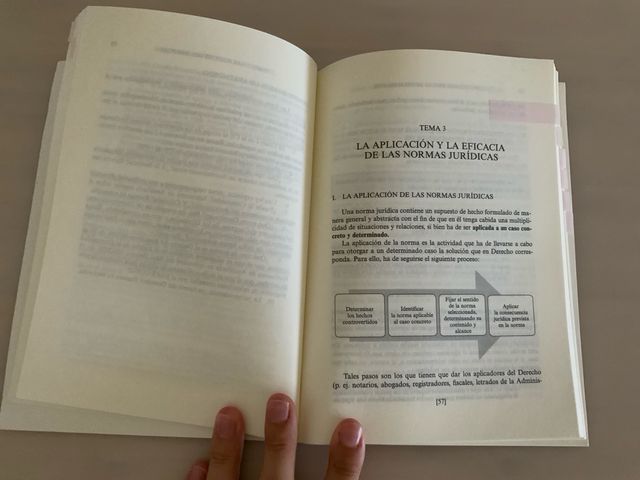 TEMA 3
LA APLICACIÓN Y LA EFICACIA
DE LAS NORMAS JURÍDICAS
I. LA APLICACIÓN DE LAS NORMAS JURÍDICAS
Una norma jurídica contiene un supuesto de hecho formulado de ma-
nera general y abstracta con el fin de que en él tenga cabida una multipli-
cidad de situaciones y relaciones, si bien ha de ser aplicada a un caso con-
creto y determinado.
La aplicación de la norma es la actividad que ha de llevarse a cabo
para otorgar a un determinado caso la solución que en Derecho corres-
ponda. Para ello, ha de seguirse el siguiente proceso:
Determinar
los hechos
controvertidos
Identificar
la norma aplicable
al caso concreto
Fijar el sentido
de la norma
seleccionada,
determinando su
contenido y
alcance
Aplicar
la consecuencia
jurídica prevista
en la norma
Tales pasos son los que tienen que dar los aplicadores del Derecho
(p. ej. notarios, abogados, registradores, fiscales, letrados de la Adminis-
[57]